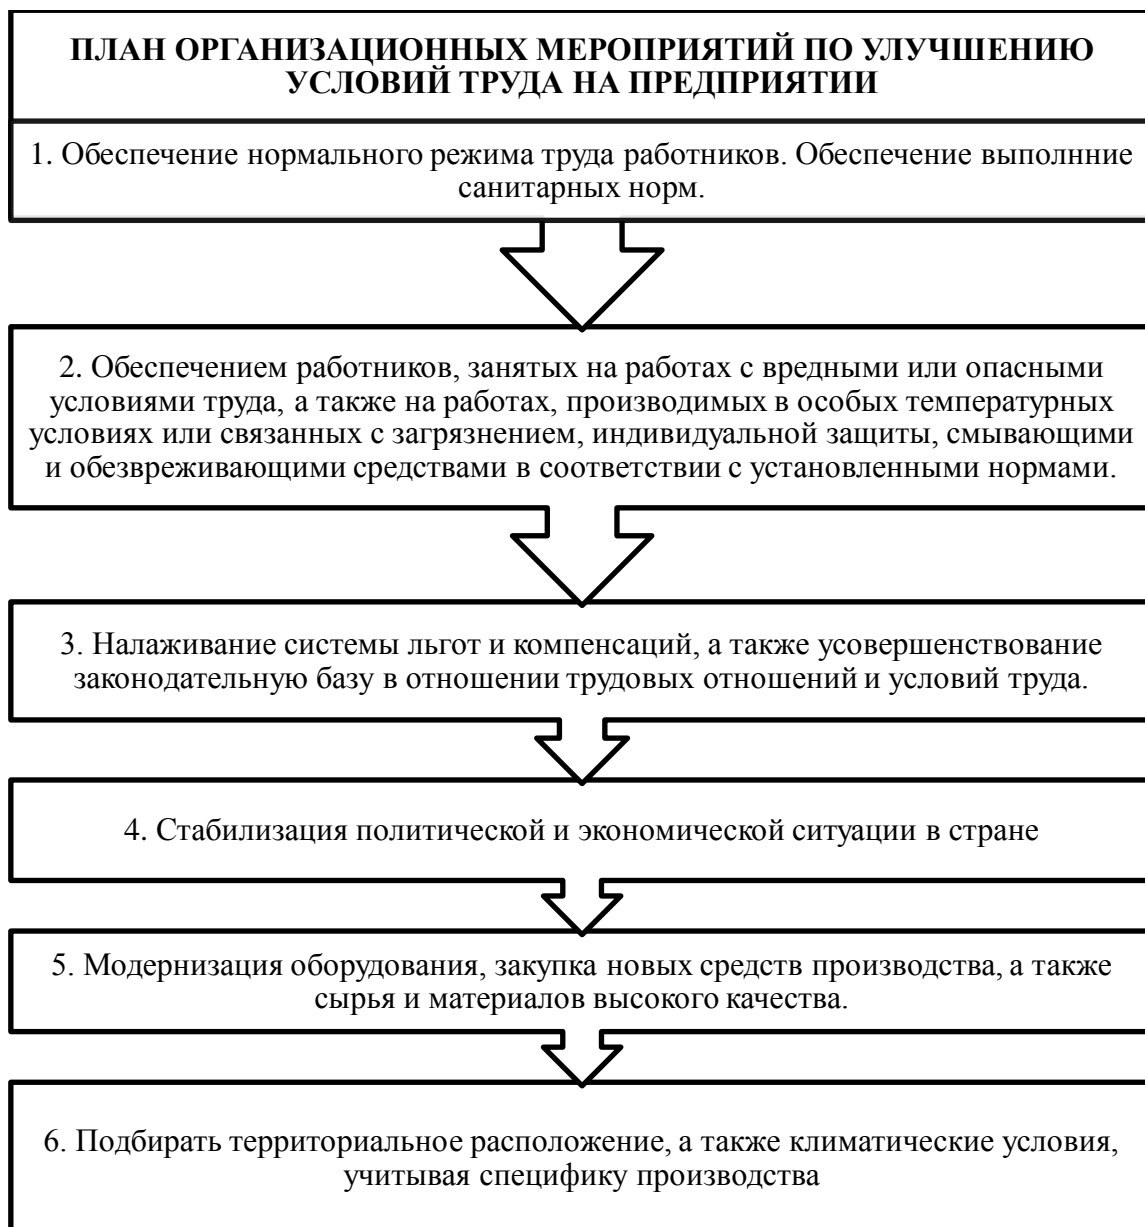 ПЛАН ОРГАНИЗАЦИОННЫХ МЕРОПРИЯТИЙ ПО УЛУЧШЕНИЮ
УСЛОВИЙ ТРУДА НА ПРЕДПРИЯТИИ
1. Обеспечение нормального режима труда работников. Обеспечение выполнние
санитарных норм.
2. Обеспечением работников, занятых на работах с вредными или опасными
условиями труда, а также на работах, производимых в особых температурных
условиях или связанных с загрязнением, индивидуальной защиты, смывающими
и обезвреживающими средствами в соответствии с установленными нормами.
3. Налаживание системы льгот и компенсаций, а также усовершенствование
законодательную базу в отношении трудовых отношений и условий труда.
4. Стабилизация политической и экономической ситуации в стране
5. Модернизация оборудования, закупка новых средств производства, а также
сырья и материалов высокого качества.
6. Подбирать территориальное расположение, а также климатические условия,
учитывая специфику производства